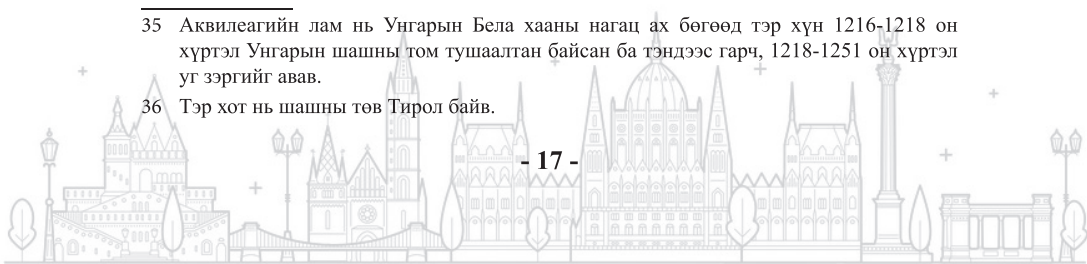 35 Аквилеагийн лам нь Унгарын Бела хааны нагац ах бөгөөд тэр хүн 1216-1218 он
хүртэл Унгарын шашны том тушаалтан байсан ба тэндээс гарч, 1218-1251 он хүртэл
уг зэргийг авав.
36 Тэр хот нь шашны төв Тирол байв.
- 17 -